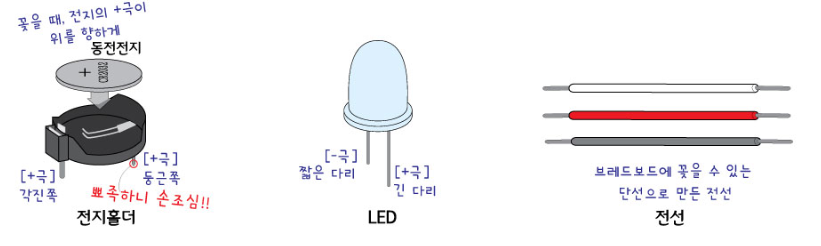 꽂을 때, 전지의 +극이
위를 향하게
동전전지
+
CR2032
[+극]
각진쪽
[+극]
둥근쪽
뾰족하니 손조심!!
전지홀더
[-극]
짧은 다리
[+극]
긴 다리
LED
브레드보드에 꽂을 수 있는
단선으로 만든 전선
전선